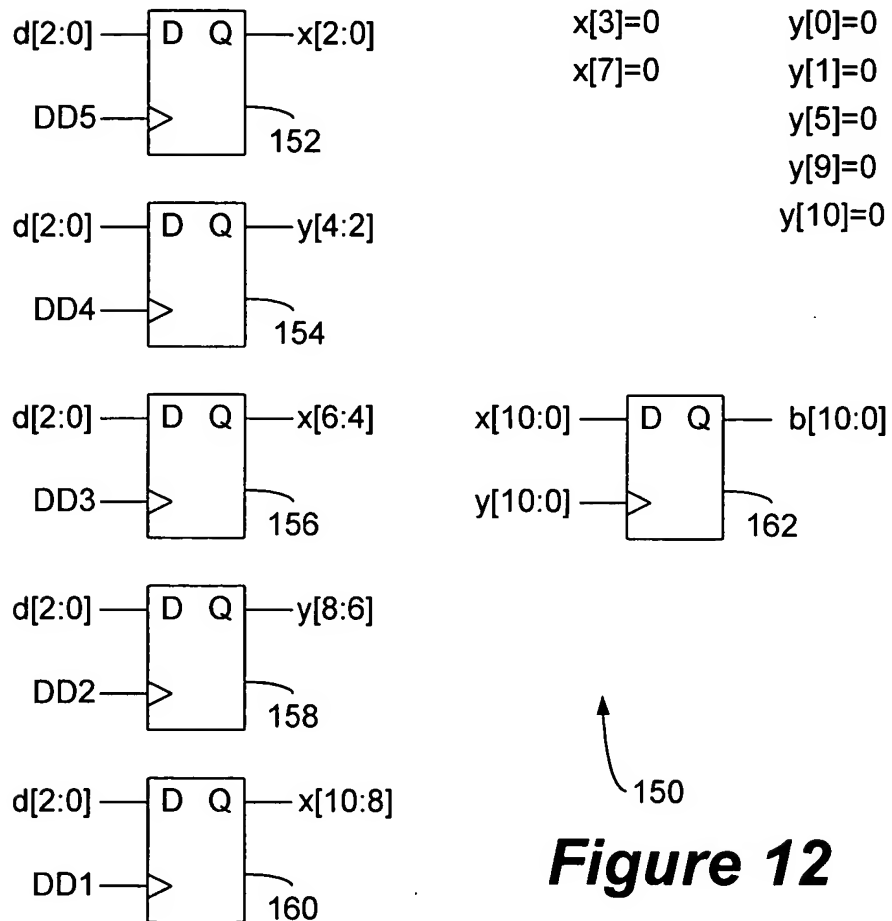 d[2:0] D Q x[2:0]
DD5
152
d[2:0] D Q y[4:2]
DD4
154
d[2:0] D Q x[6:4]
DD3
156
d[2:0] D Q y[8:6]
DD2
158
d[2:0] D Q x[10:8]
DD1
160
x[3]=0 y[0]=0
x[7]=0 y[1]=0
y[5]=0
y[9]=0
y[10]=0
x[10:0] D Q b[10:0]
y[10:0]
162
150
Figure 12